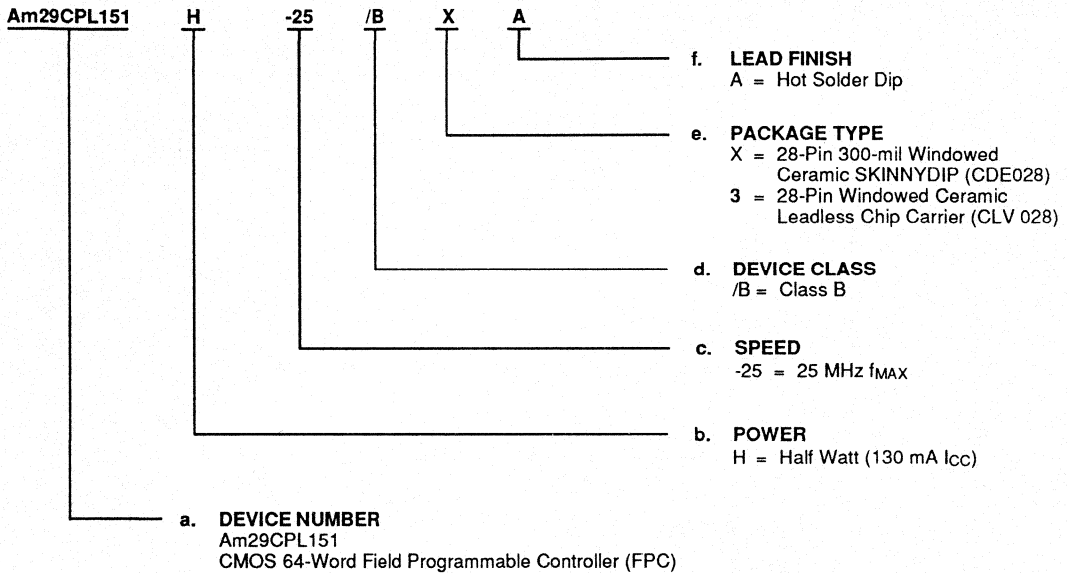 Am29CPL151 H -25 /B X A
f. LEAD FINISH
A = Hot Solder Dip
e. PACKAGE TYPE
X = 28-Pin 300-mil Windowed
Ceramic SKINNYDIP (CDE028)
3 = 28-Pin Windowed Ceramic
Leadless Chip Carrier (CLV 028)
d. DEVICE CLASS
/B = Class B
c. SPEED
-25 = 25 MHz fMAX
b. POWER
H = Half Watt (130 mA ICC)
a. DEVICE NUMBER
Am29CPL151
CMOS 64-Word Field Programmable Controller (FPC)